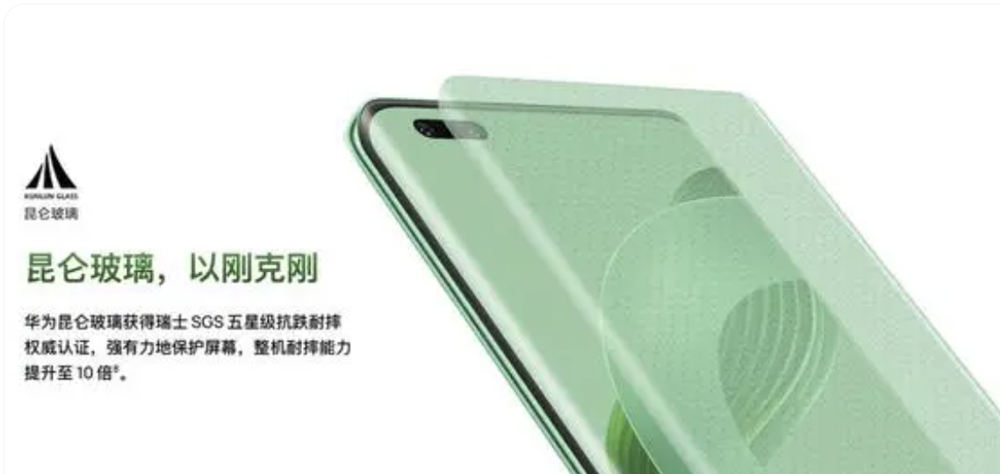 KUNLUN GLASS
昆仑玻璃
昆仑玻璃，以刚克刚
华为昆仑玻璃获得瑞士 SGS 五星级抗跌耐摔
权威认证，强有力地保护屏幕，整机耐摔能力
提升至 10 倍⁸。